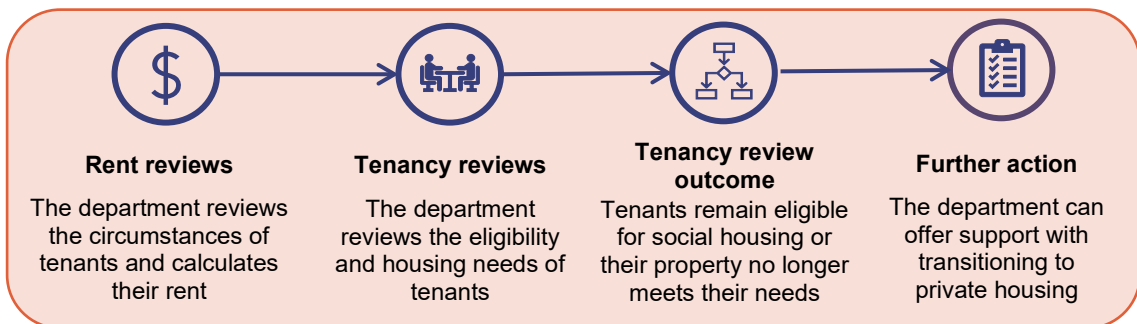 Rent reviews
The department reviews
the circumstances of
tenants and calculates
their rent
Tenancy reviews
The department
reviews the eligibility
and housing needs of
tenants
Tenancy review
outcome
Tenants remain eligible
for social housing or
their property no longer
meets their needs
Further action
The department can
offer support with
transitioning to
private housing